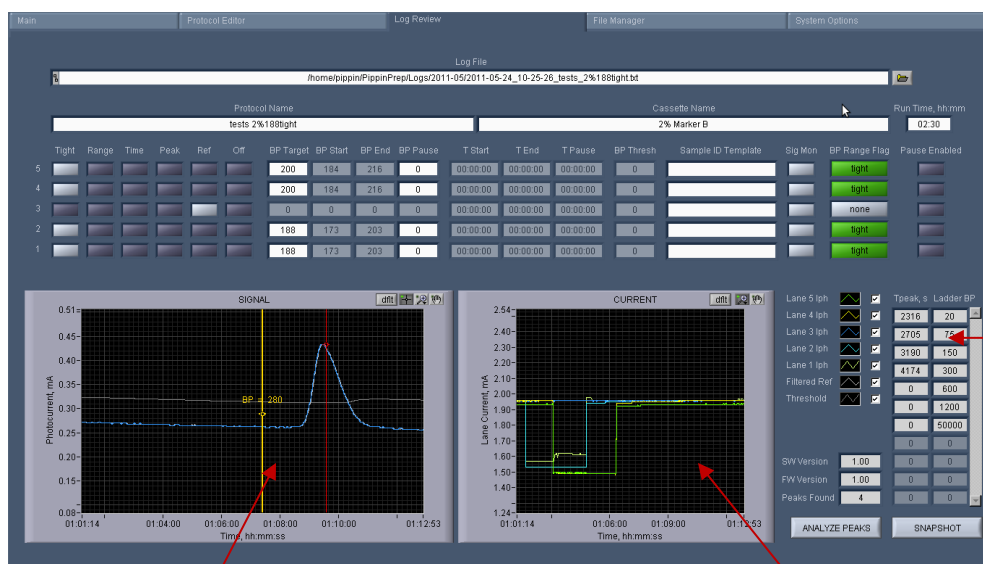 Main Protocol Editor Log Review File Manager System Options
Log File
/home/pippin/PippinPrep/Logs/2011-05/2011-05-24_10-25-26_tests_2%188tight.txt
Protocol Name Cassette Name Run Time, hh:mm
tests 2%188tight 2% Marker B 02:30
Tight Range Time Peak Ref Off BP Target BP Start BP End BP Pause T Start T End T Pause BP Thresh Sample ID Template Sig Mon BP Range Flag Pause Enabled
5 200 184 216 0 00:00:00 00:00:00 00:00:00 0 tight
4 200 184 216 0 00:00:00 00:00:00 00:00:00 0 tight
3 0 0 0 0 00:00:00 00:00:00 00:00:00 0 none
2 188 173 203 0 00:00:00 00:00:00 00:00:00 0 tight
1 188 173 203 0 00:00:00 00:00:00 00:00:00 0 tight
SIGNAL dflt
0.51
0.45
0.40
0.35
0.30
0.25
0.20
0.15
0.08
Photocurrent, mA
BP = 280
01:01:14 01:04:00 01:06:00 01:08:00 01:10:00 01:12:53
Time, hh:mm:ss
CURRENT dflt
2.54
2.40
2.30
2.20
2.10
2.00
1.90
1.80
1.70
1.60
1.50
1.40
1.24
Lane Current, mA
01:01:14 01:06:00 01:09:00 01:12:53
Time, hh:mm:ss
Lane 5 Iph
Lane 4 Iph
Lane 3 Iph
Lane 2 Iph
Lane 1 Iph
Filtered Ref
Threshold
Tpeak, s Ladder BP
2316 20
2705 75
3190 150
4174 300
0 600
0 1200
0 50000
0 0
0 0
0 0
SW Version 1.00
FW Version 1.00
Peaks Found 4
ANALYZE PEAKS SNAPSHOT